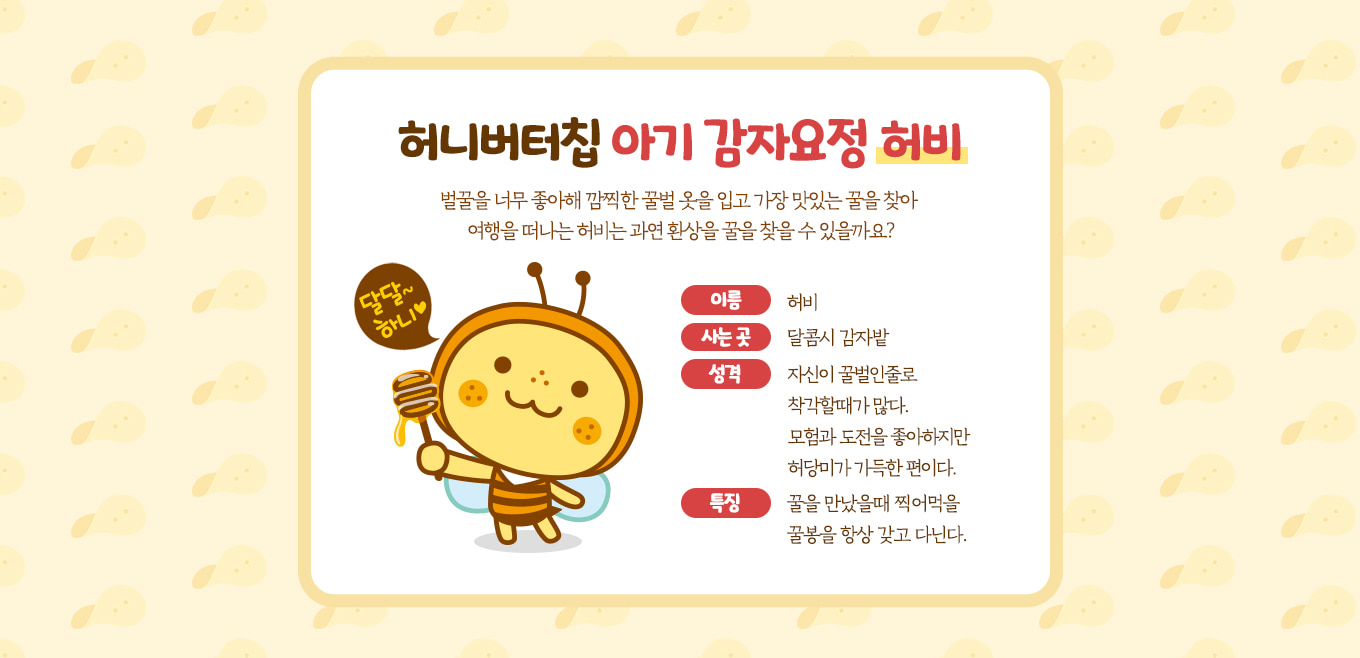 허니버터칩 아기 감자요정 허비
벌꿀을 너무 좋아해 깜찍한 꿀벌 옷을 입고 가장 맛있는 꿀을 찾아
여행을 떠나는 허비는 과연 환상을 꿀을 찾을 수 있을까요?
달달~
하니♥
이름 허비
사는 곳 달콤시 감자밭
성격 자신이 꿀벌인줄로
착각할때가 많다.
모험과 도전을 좋아하지만
허당미가 가득한 편이다.
특징 꿀을 만났을때 찍어먹을
꿀봉을 항상 갖고 다닌다.